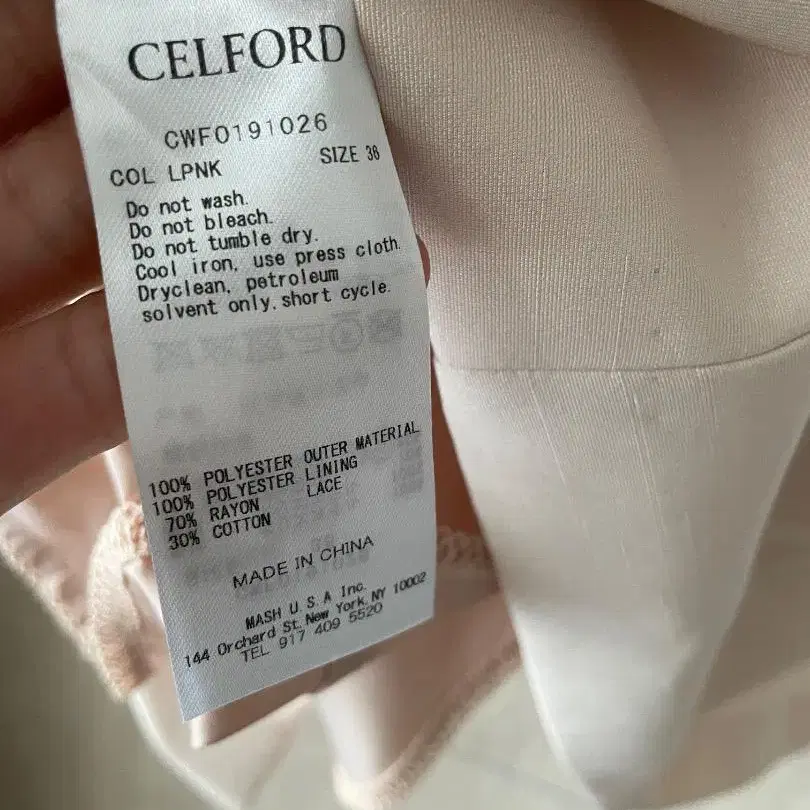 CELFORD
CWFO191026
COL LPNK SIZE 36
Do not wash.
Do not bleach.
Do not tumble dry.
Cool iron, use press cloth.
Dryclean, petroleum
solvent only.short cycle.
100% POLYESTER OUTER MATERIAL
100% POLYESTER LINING
70% RAYON LACE
30% COTTON
MADE IN CHINA
MASH U.S.A Inc.
144 Orchard St. New York, NY 10002
TEL 917 409 5520